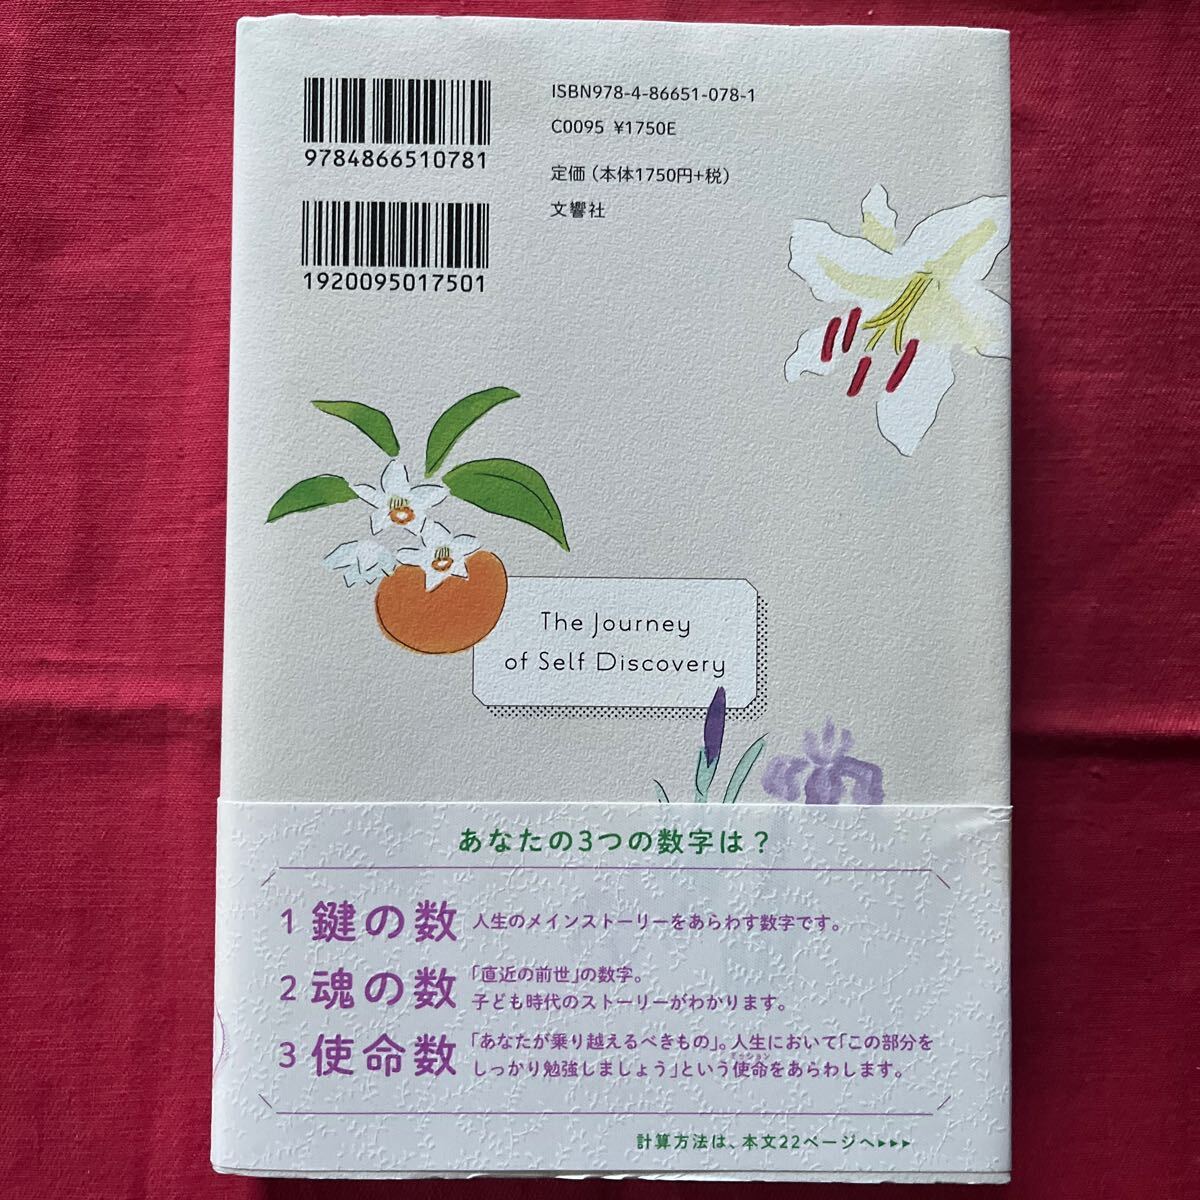 ISBN978-4-86651-078-1
C0095 ¥1750E
9784866510781
定価（本体1750円+税）
文響社
1920095017501
The Journey
of Self Discovery
あなたの3つの数字は？
1 鍵の数 人生のメインストーリーをあらわす数字です。
2 魂の数 「直近の前世」の数字。
子ども時代のストーリーがわかります。
3 使命数 「あなたが乗り越えるべきもの」。人生において「この部分を
ミッション
しっかり勉強しましょう」という使命をあらわします。
計算方法は、本文22ページへ▶▶▶